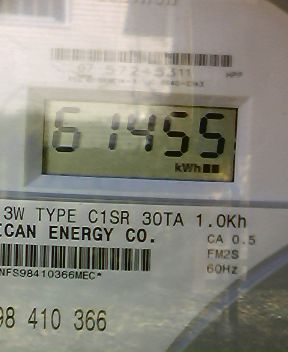 61455
kWh
3W TYPE C1SR 30TA 1.0Kh
ICAN ENERGY CO.
CA 0.5
FM2S
60Hz
NFS98410366MEC*
98 410 366